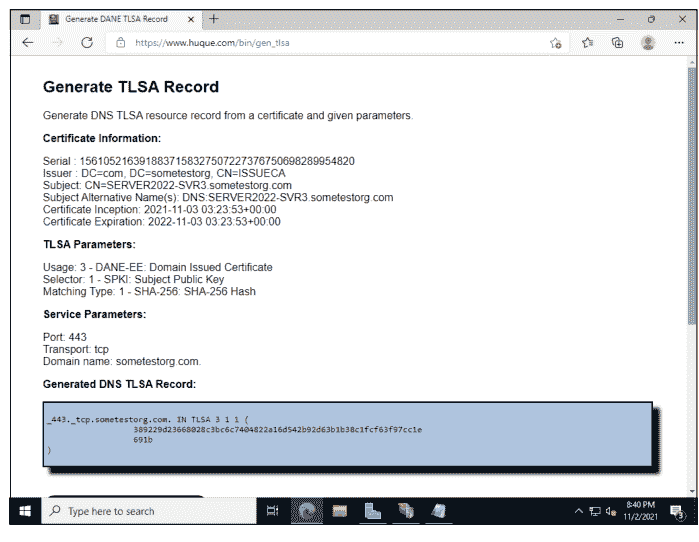 Generate DANE TLSA Record
https://www.huque.com/bin/gen_tlsa
Generate TLSA Record
Generate DNS TLSA resource record from a certificate and given parameters.
Certificate Information:
Serial : 1561052163918837158327507227376750698289954820
Issuer : DC=com, DC=sometestorg, CN=ISSUECA
Subject: CN=SERVER2022-SVR3.sometestorg.com
Subject Alternative Name(s): DNS:SERVER2022-SVR3.sometestorg.com
Certificate Inception: 2021-11-03 03:23:53+00:00
Certificate Expiration: 2022-11-03 03:23:53+00:00
TLSA Parameters:
Usage: 3 - DANE-EE: Domain Issued Certificate
Selector: 1 - SPKI: Subject Public Key
Matching Type: 1 - SHA-256: SHA-256 Hash
Service Parameters:
Port: 443
Transport: tcp
Domain name: sometestorg.com.
Generated DNS TLSA Record:
_443._tcp.sometestorg.com. IN TLSA 3 1 1 (
389229d23668028c3bc6c7404822a16d542b92d63b1b38c1fcf63f97cc1e
691b
)
Type here to search
8:40 PM
11/2/2021
3